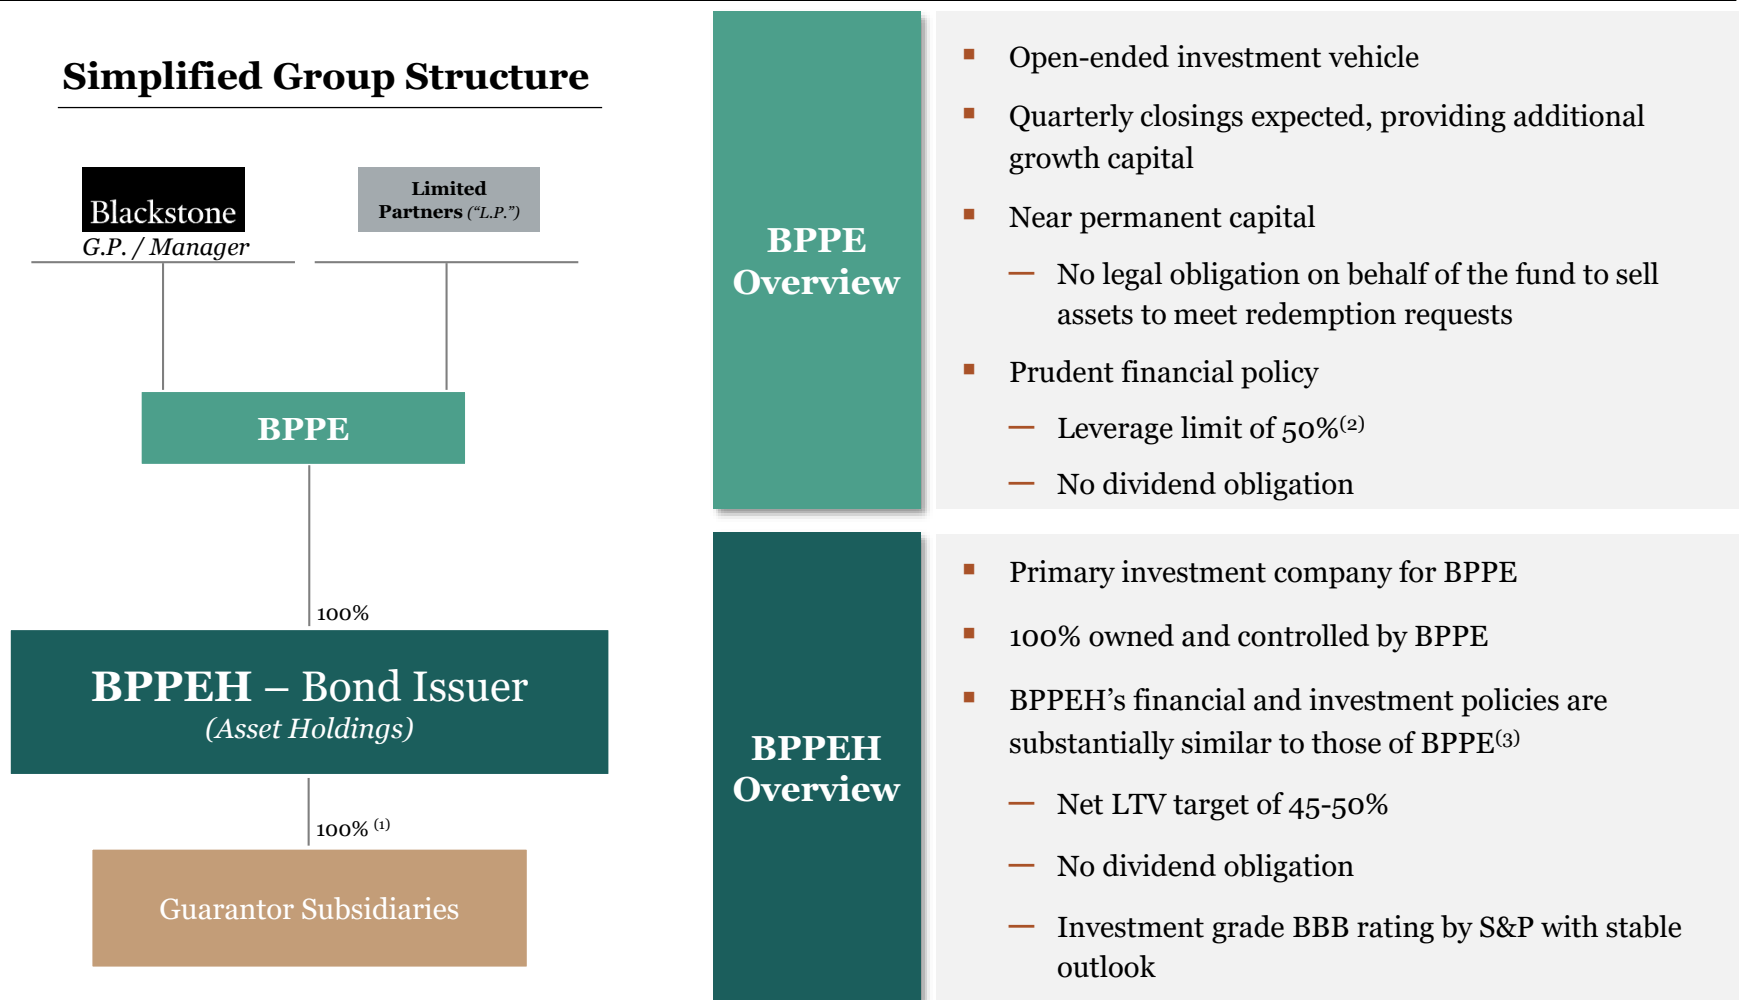 Simplified Group Structure
Blackstone
G.P. / Manager
Limited
Partners (“L.P.”)
BPPE
100%
BPPEH – Bond Issuer
(Asset Holdings)
100% (1)
Guarantor Subsidiaries
BPPE
Overview
▪ Open-ended investment vehicle
▪ Quarterly closings expected, providing additional
growth capital
▪ Near permanent capital
— No legal obligation on behalf of the fund to sell
assets to meet redemption requests
▪ Prudent financial policy
— Leverage limit of 50%(2)
— No dividend obligation
BPPEH
Overview
▪ Primary investment company for BPPE
▪ 100% owned and controlled by BPPE
▪ BPPEH’s financial and investment policies are
substantially similar to those of BPPE(3)
— Net LTV target of 45-50%
— No dividend obligation
— Investment grade BBB rating by S&P with stable
outlook